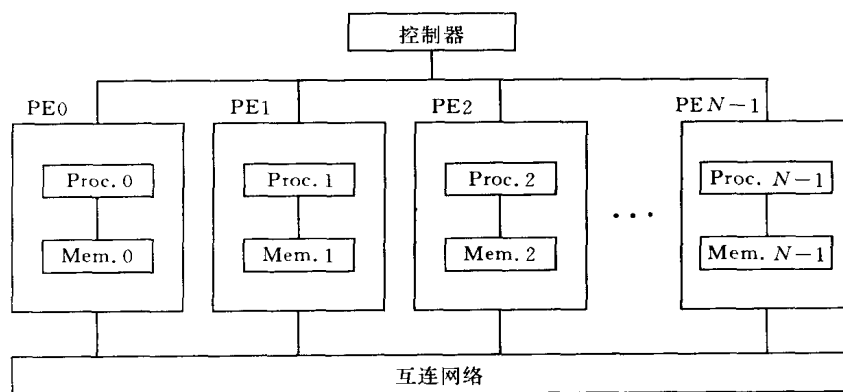 控制器
PE0 PE1 PE2 PE N-1
Proc. 0 Proc. 1 Proc. 2 ··· Proc. N-1
Mem. 0 Mem. 1 Mem. 2 Mem. N-1
互连网络